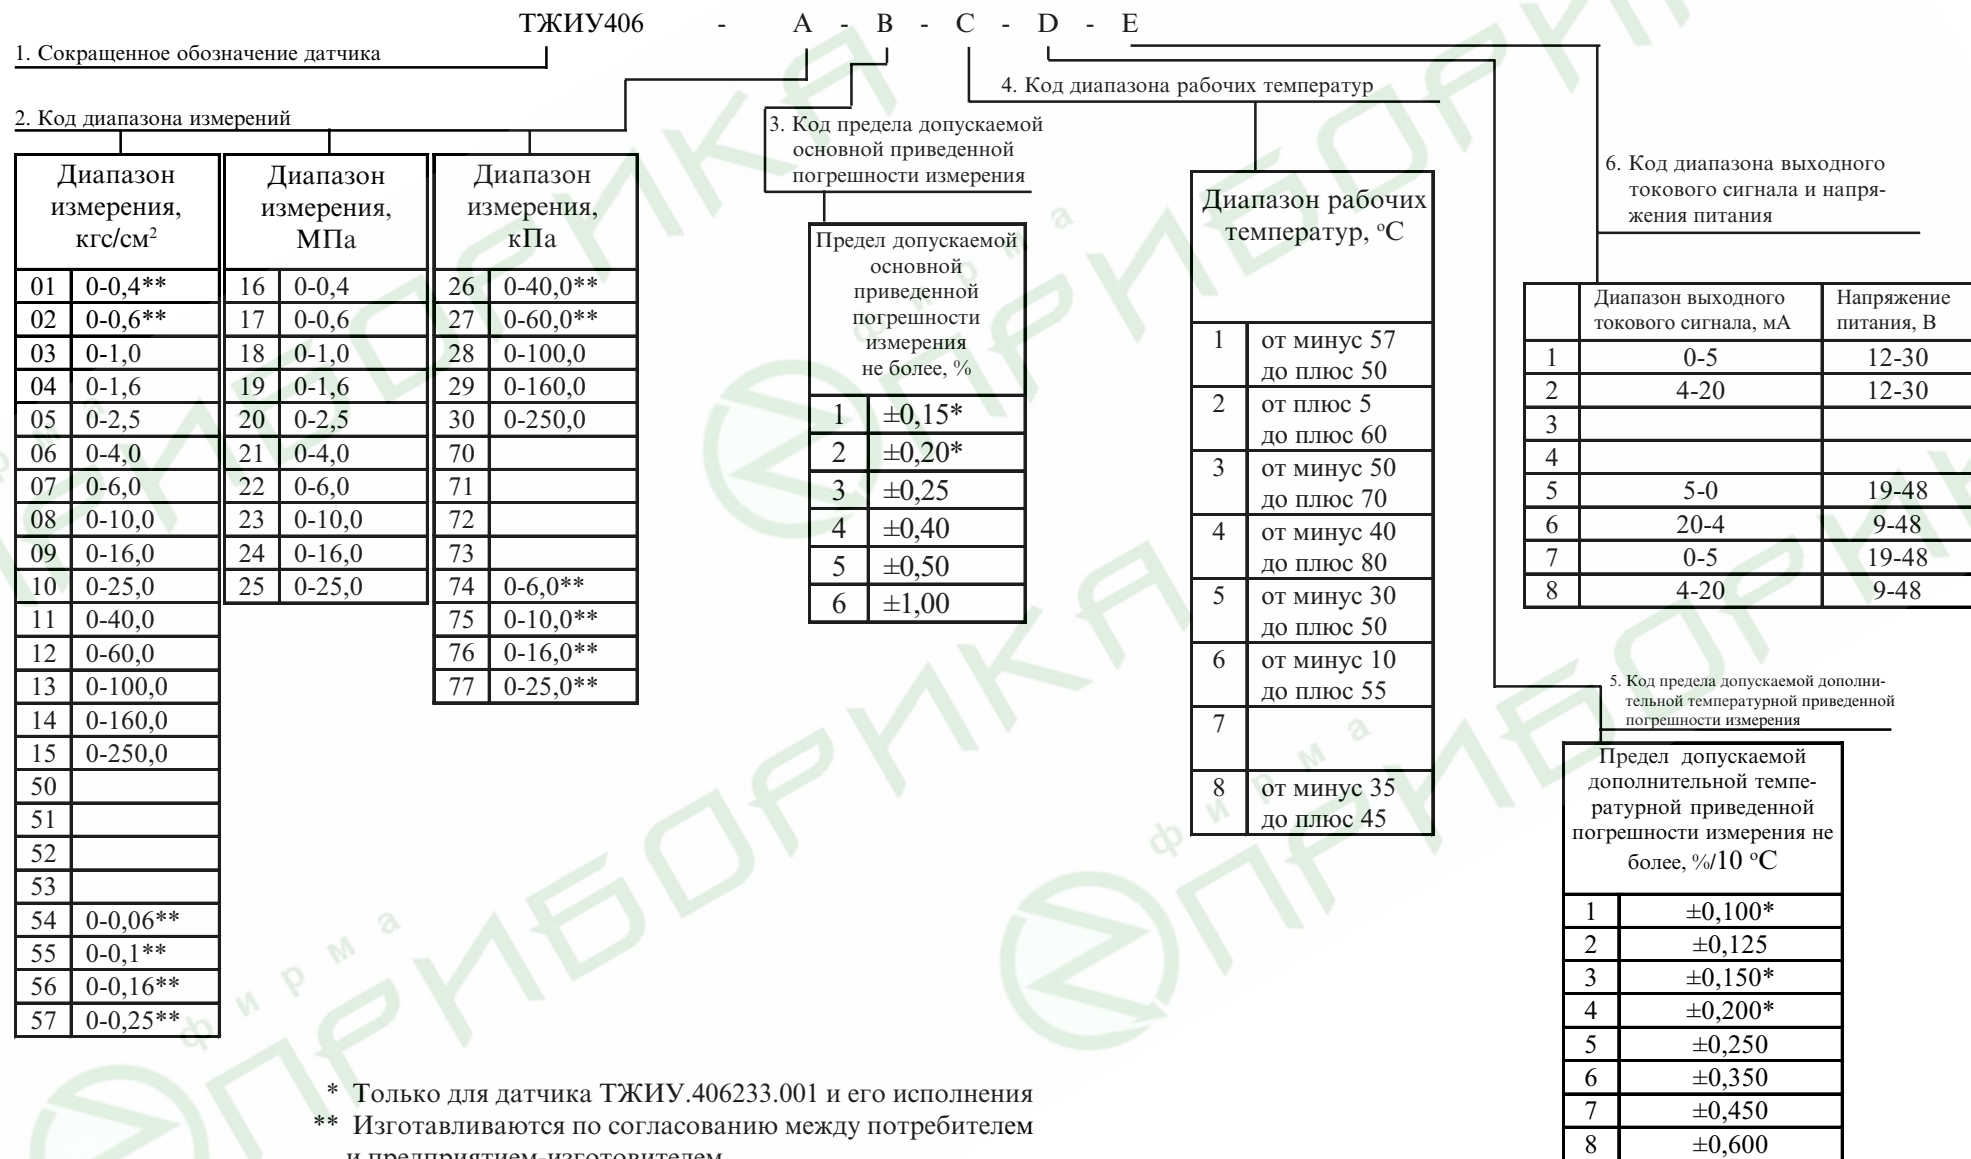 ТЖИУ406 - A - B - C - D - E
1. Сокращенное обозначение датчика
2. Код диапазона измерений
Диапазон
измерения,
кгс/см²
01 0-0,4**
02 0-0,6**
03 0-1,0
04 0-1,6
05 0-2,5
06 0-4,0
07 0-6,0
08 0-10,0
09 0-16,0
10 0-25,0
11 0-40,0
12 0-60,0
13 0-100,0
14 0-160,0
15 0-250,0
50
51
52
53
54 0-0,06**
55 0-0,1**
56 0-0,16**
57 0-0,25**
Диапазон
измерения,
МПа
16 0-0,4
17 0-0,6
18 0-1,0
19 0-1,6
20 0-2,5
21 0-4,0
22 0-6,0
23 0-10,0
24 0-16,0
25 0-25,0
Диапазон
измерения,
кПа
26 0-40,0**
27 0-60,0**
28 0-100,0
29 0-160,0
30 0-250,0
70
71
72
73
74 0-6,0**
75 0-10,0**
76 0-16,0**
77 0-25,0**
3. Код предела допускаемой
основной приведенной
погрешности измерения
Предел допускаемой
основной
приведенной
погрешности
измерения
не более, %
1 ±0,15*
2 ±0,20*
3 ±0,25
4 ±0,40
5 ±0,50
6 ±1,00
4. Код диапазона рабочих температур
Диапазон рабочих
температур, °С
1 от минус 57
до плюс 50
2 от плюс 5
до плюс 60
3 от минус 50
до плюс 70
4 от минус 40
до плюс 80
5 от минус 30
до плюс 50
6 от минус 10
до плюс 55
7
8 от минус 35
до плюс 45
6. Код диапазона выходного
токового сигнала и напря-
жения питания
Диапазон выходного
токового сигнала, мА
Напряжение
питания, В
1 0-5 12-30
2 4-20 12-30
3
4
5 5-0 19-48
6 20-4 9-48
7 0-5 19-48
8 4-20 9-48
5. Код предела допускаемой дополни-
тельной температурной приведенной
погрешности измерения
Предел допускаемой
дополнительной темпе-
ратурной приведенной
погрешности измерения не
более, %/10 °С
1 ±0,100*
2 ±0,125
3 ±0,150*
4 ±0,200*
5 ±0,250
6 ±0,350
7 ±0,450
8 ±0,600
* Только для датчика ТЖИУ.406233.001 и его исполнения
** Изготавливаются по согласованию между потребителем
и предприятием-изготовителем
фирма
ПРИБОРИКА
фирма
ПРИБОРИКА
фирма
ПРИБОРИКА
фирма
ПРИБОРИКА